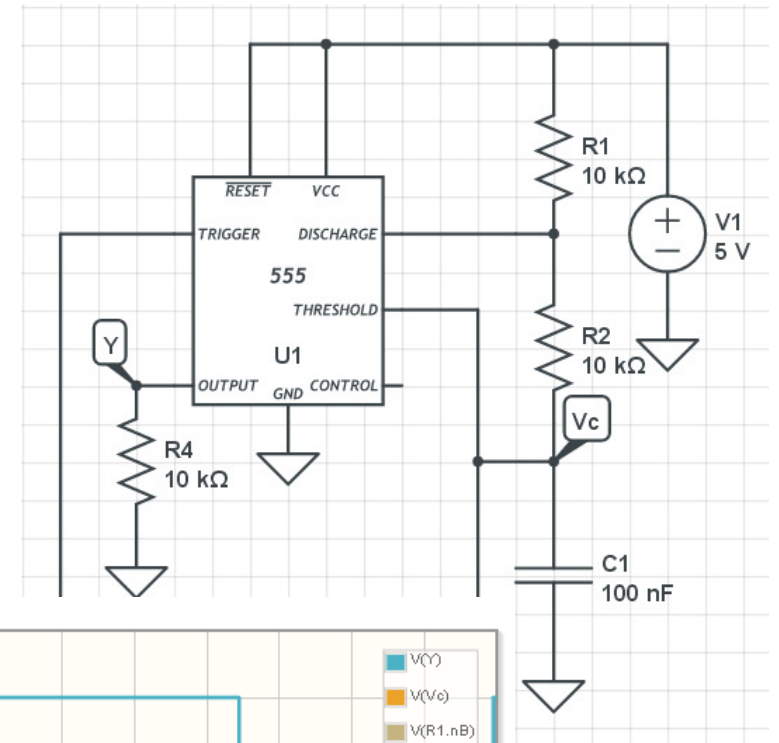 RESET
VCC
R1
10 kΩ
V1
5 V
TRIGGER
DISCHARGE
555
THRESHOLD
R2
10 kΩ
Y
U1
OUTPUT
GND
CONTROL
Vc
R4
10 kΩ
C1
100 nF
V(Y)
V(Vc)
V(R1.nB)